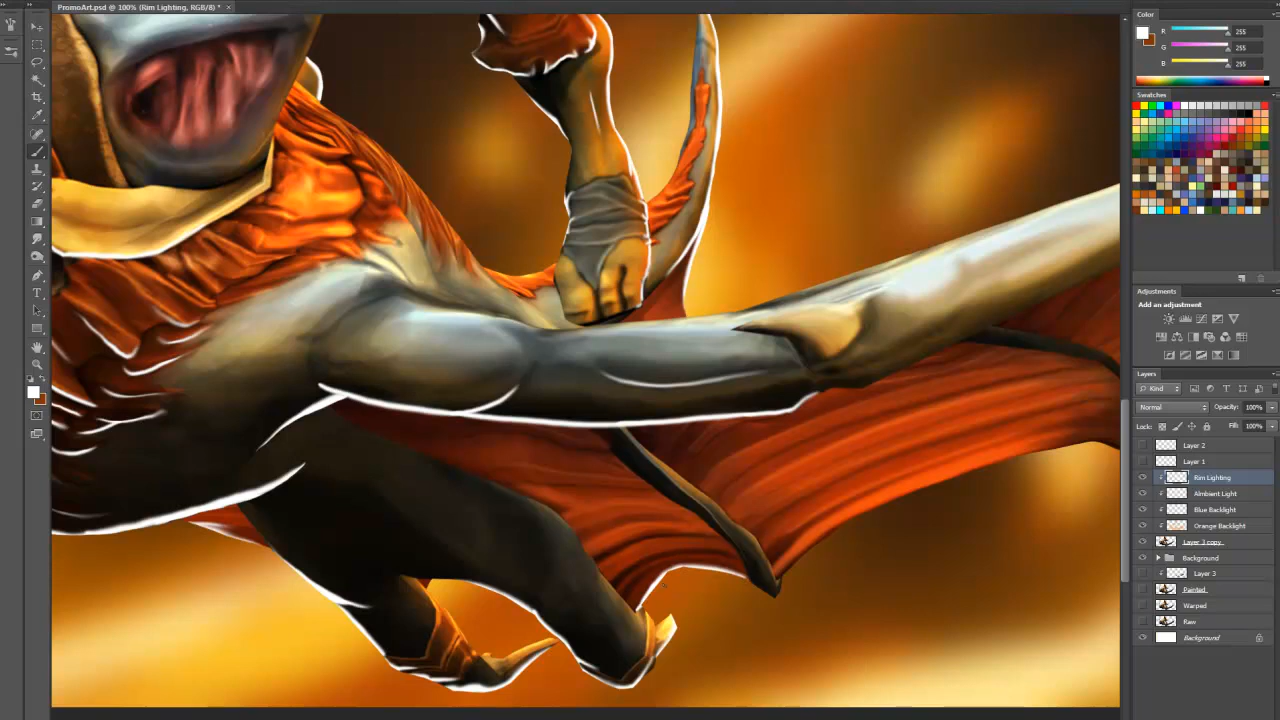 PromoArt.psd @ 100% (Rim Lighting, RGB/8) *
Color
R 255
G 255
B 255
Swatches
Adjustments
Add an adjustment
Layers
Kind
Normal Opacity: 100%
Lock: Fill: 100%
Layer 2
Layer 1
Rim Lighting
Almbient Light
Blue Backlight
Orange Backlight
Layer 3 copy
Background
Layer 3
Painted
Warped
Raw
Background